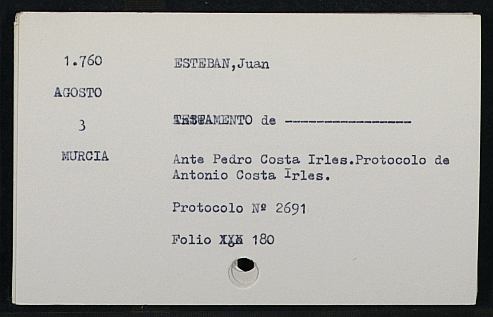 1.760
ESTEBAN,Juan
AGOSTO
3
TESTAMENTO de ----------------
MURCIA
Ante Pedro Costa Irles.Protocolo de
Antonio Costa Irles.
Protocolo Nº 2691
Folio 180